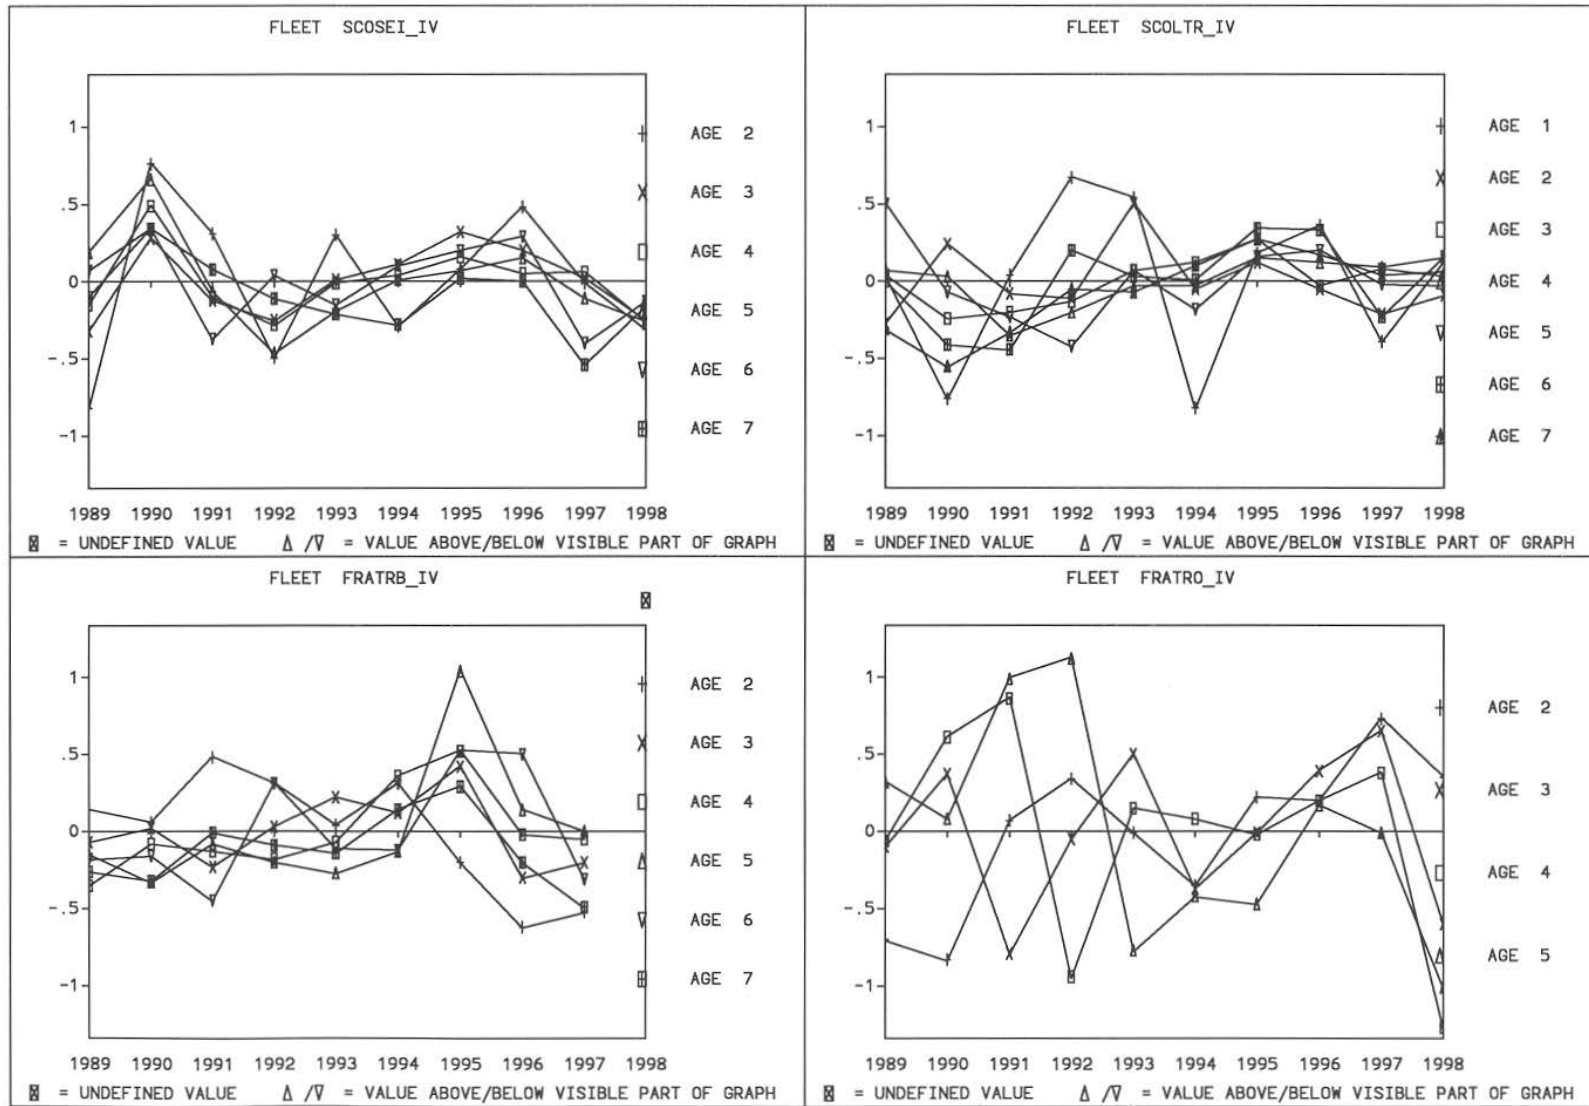 FLEET SCOSEI_IV
1
.5
0
-.5
-1
AGE 2
AGE 3
AGE 4
AGE 5
AGE 6
AGE 7
1989 1990 1991 1992 1993 1994 1995 1996 1997 1998
= UNDEFINED VALUE Δ /∇ = VALUE ABOVE/BELOW VISIBLE PART OF GRAPH
FLEET SCOLTR_IV
1
.5
0
-.5
-1
AGE 1
AGE 2
AGE 3
AGE 4
AGE 5
AGE 6
AGE 7
1989 1990 1991 1992 1993 1994 1995 1996 1997 1998
= UNDEFINED VALUE Δ /∇ = VALUE ABOVE/BELOW VISIBLE PART OF GRAPH
FLEET FRATRB_IV
1
.5
0
-.5
-1
AGE 2
AGE 3
AGE 4
AGE 5
AGE 6
AGE 7
1989 1990 1991 1992 1993 1994 1995 1996 1997 1998
= UNDEFINED VALUE Δ /∇ = VALUE ABOVE/BELOW VISIBLE PART OF GRAPH
FLEET FRATRO_IV
1
.5
0
-.5
-1
AGE 2
AGE 3
AGE 4
AGE 5
1989 1990 1991 1992 1993 1994 1995 1996 1997 1998
= UNDEFINED VALUE Δ /∇ = VALUE ABOVE/BELOW VISIBLE PART OF GRAPH